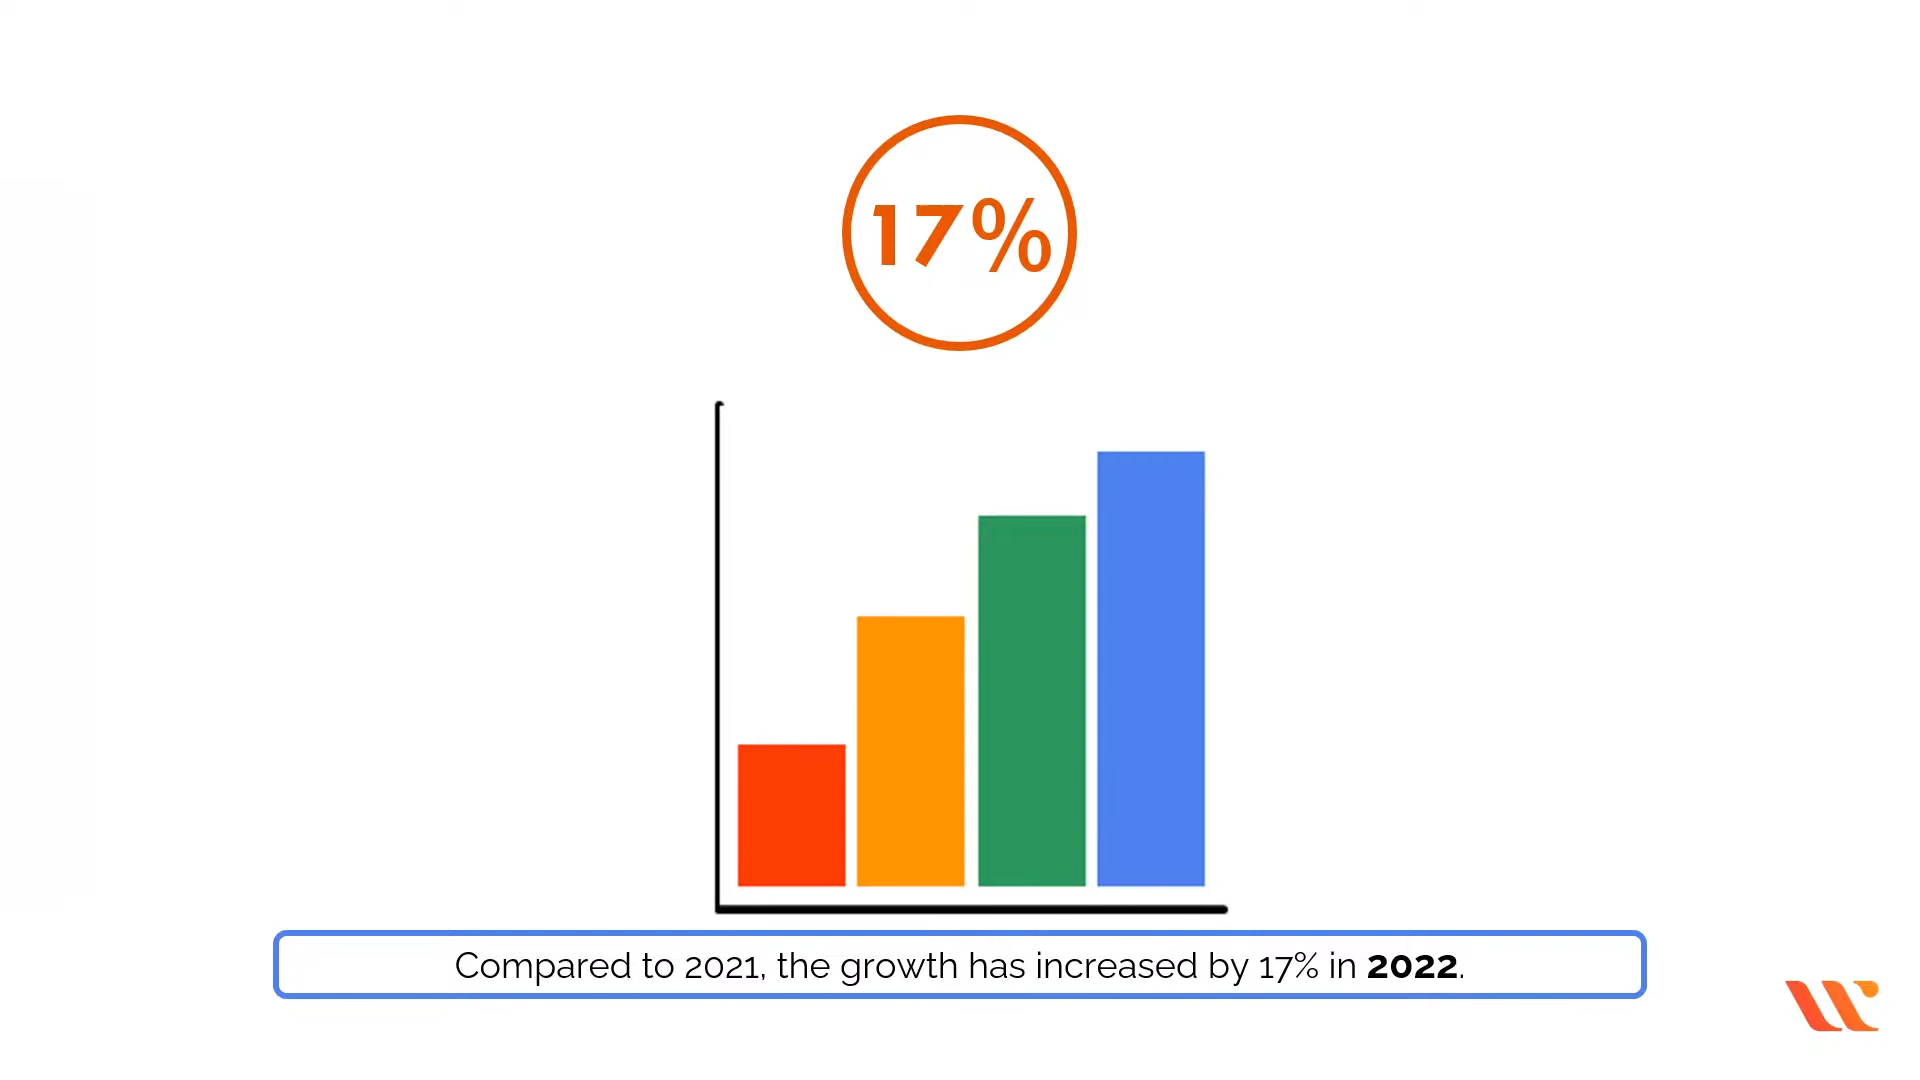 17%
Compared to 2021, the growth has increased by 17% in 2022.